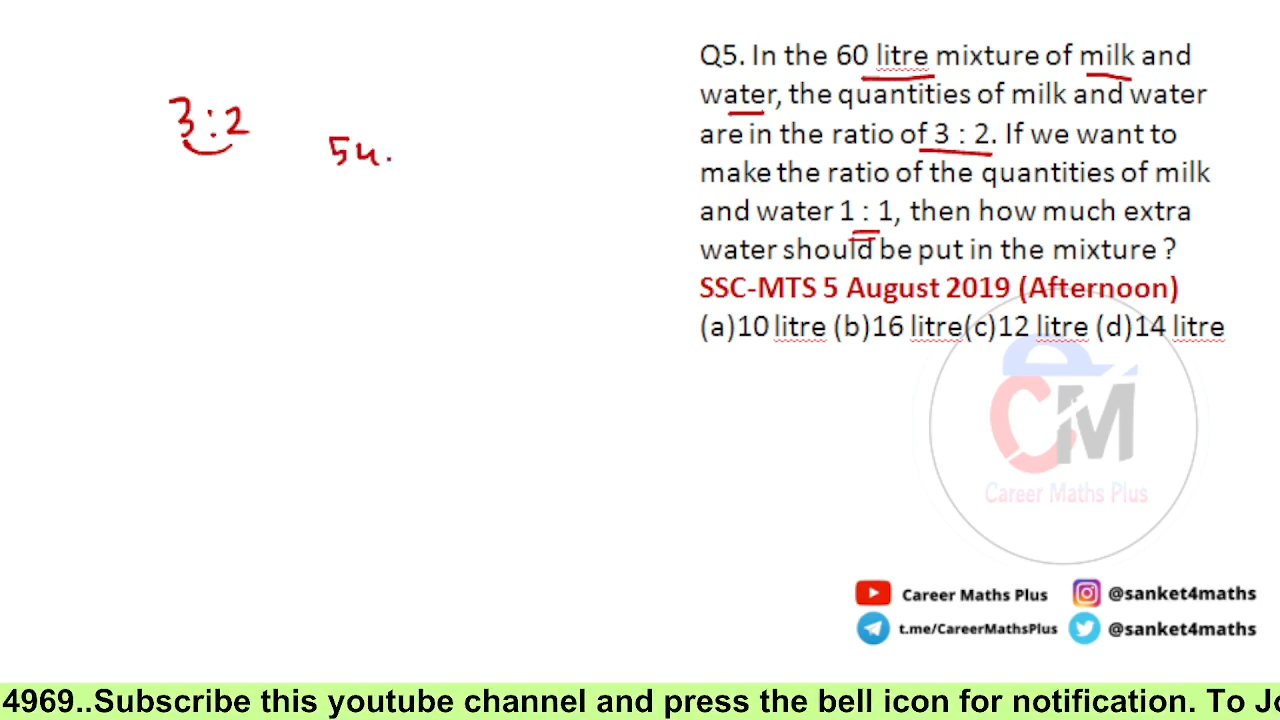 3:2
5u.
Q5. In the 60 litre mixture of milk and
water, the quantities of milk and water
are in the ratio of 3 : 2. If we want to
make the ratio of the quantities of milk
and water 1 : 1, then how much extra
water should be put in the mixture ?
SSC-MTS 5 August 2019 (Afternoon)
(a)10 litre (b)16 litre(c)12 litre (d)14 litre
CM
Career Maths Plus
Career Maths Plus @sanket4maths
t.me/CareerMathsPlus @sanket4maths
4969..Subscribe this youtube channel and press the bell icon for notification. To Jo